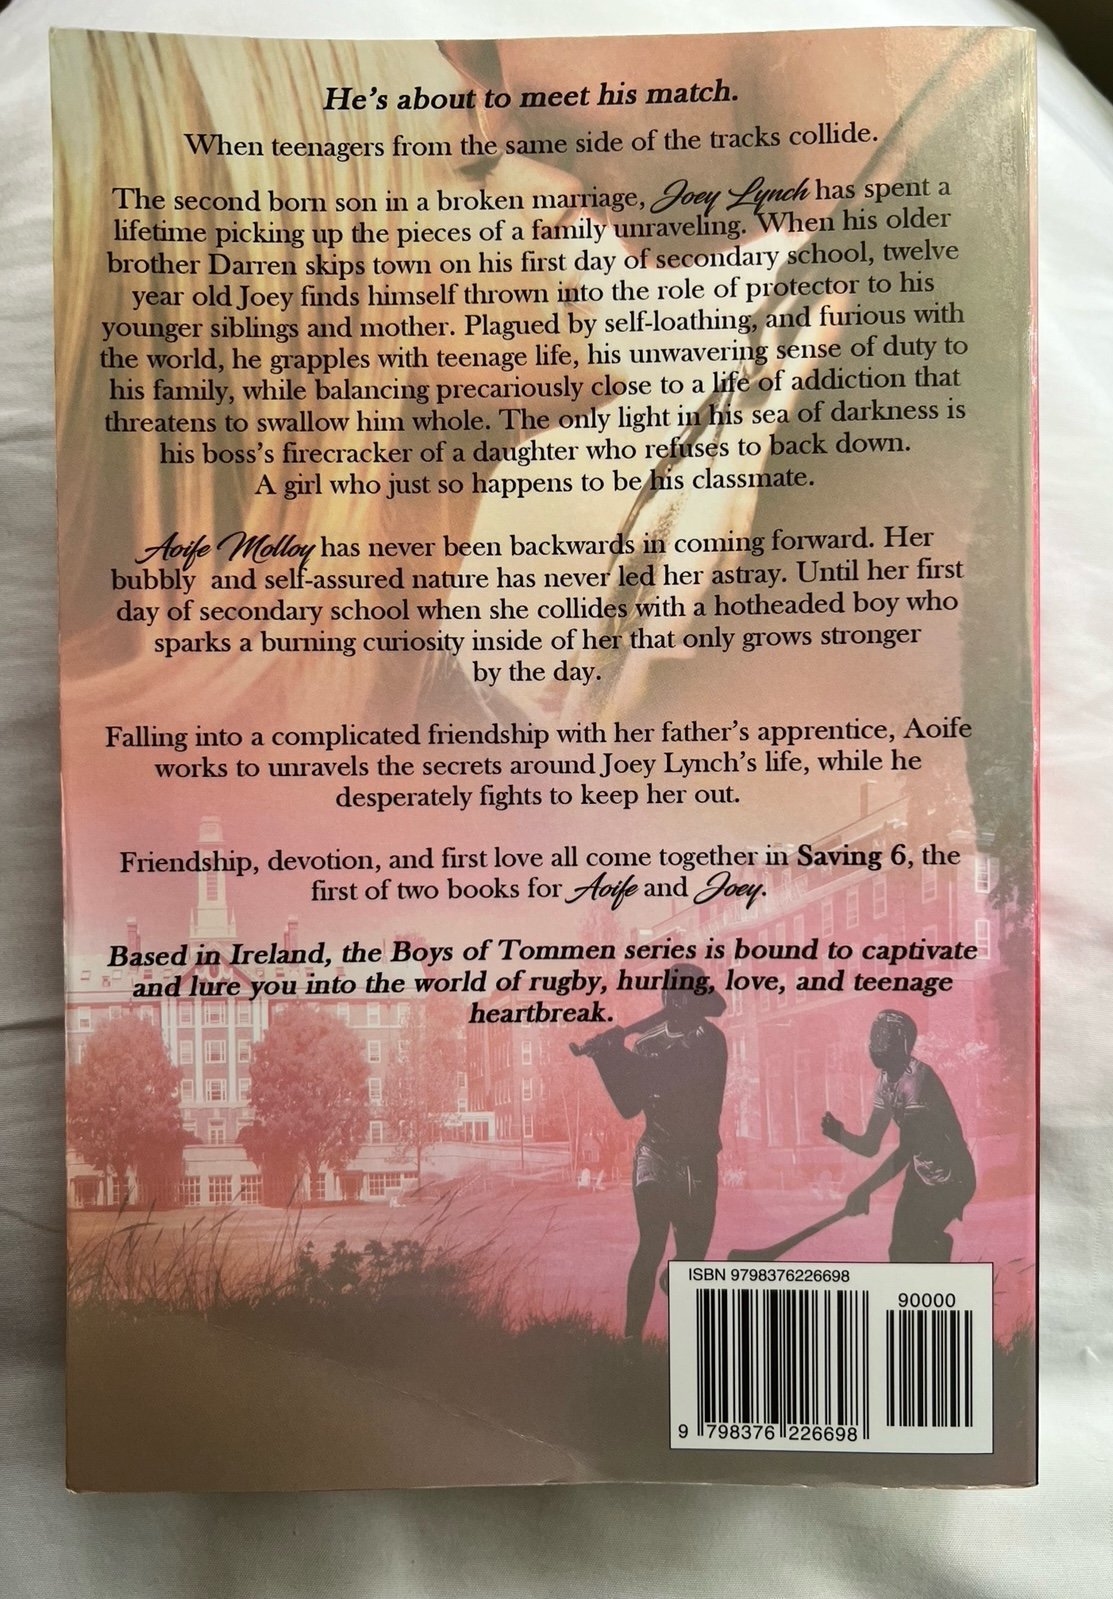 He's about to meet his match.
When teenagers from the same side of the tracks collide.
The second born son in a broken marriage, Joey Lynch has spent a
lifetime picking up the pieces of a family unraveling. When his older
brother Darren skips town on his first day of secondary school, twelve
year old Joey finds himself thrown into the role of protector to his
younger siblings and mother. Plagued by self-loathing, and furious with
the world, he grapples with teenage life, his unwavering sense of duty to
his family, while balancing precariously close to a life of addiction that
threatens to swallow him whole. The only light in his sea of darkness is
his boss's firecracker of a daughter who refuses to back down.
A girl who just so happens to be his classmate.
Aoife Molloy has never been backwards in coming forward. Her
bubbly and self-assured nature has never led her astray. Until her first
day of secondary school when she collides with a hotheaded boy who
sparks a burning curiosity inside of her that only grows stronger
by the day.
Falling into a complicated friendship with her father's apprentice, Aoife
works to unravels the secrets around Joey Lynch's life, while he
desperately fights to keep her out.
Friendship, devotion, and first love all come together in Saving 6, the
first of two books for Aoife and Joey.
Based in Ireland, the Boys of Tommen series is bound to captivate
and lure you into the world of rugby, hurling, love, and teenage
heartbreak.
ISBN 9798376226698
90000
9 798376 226698